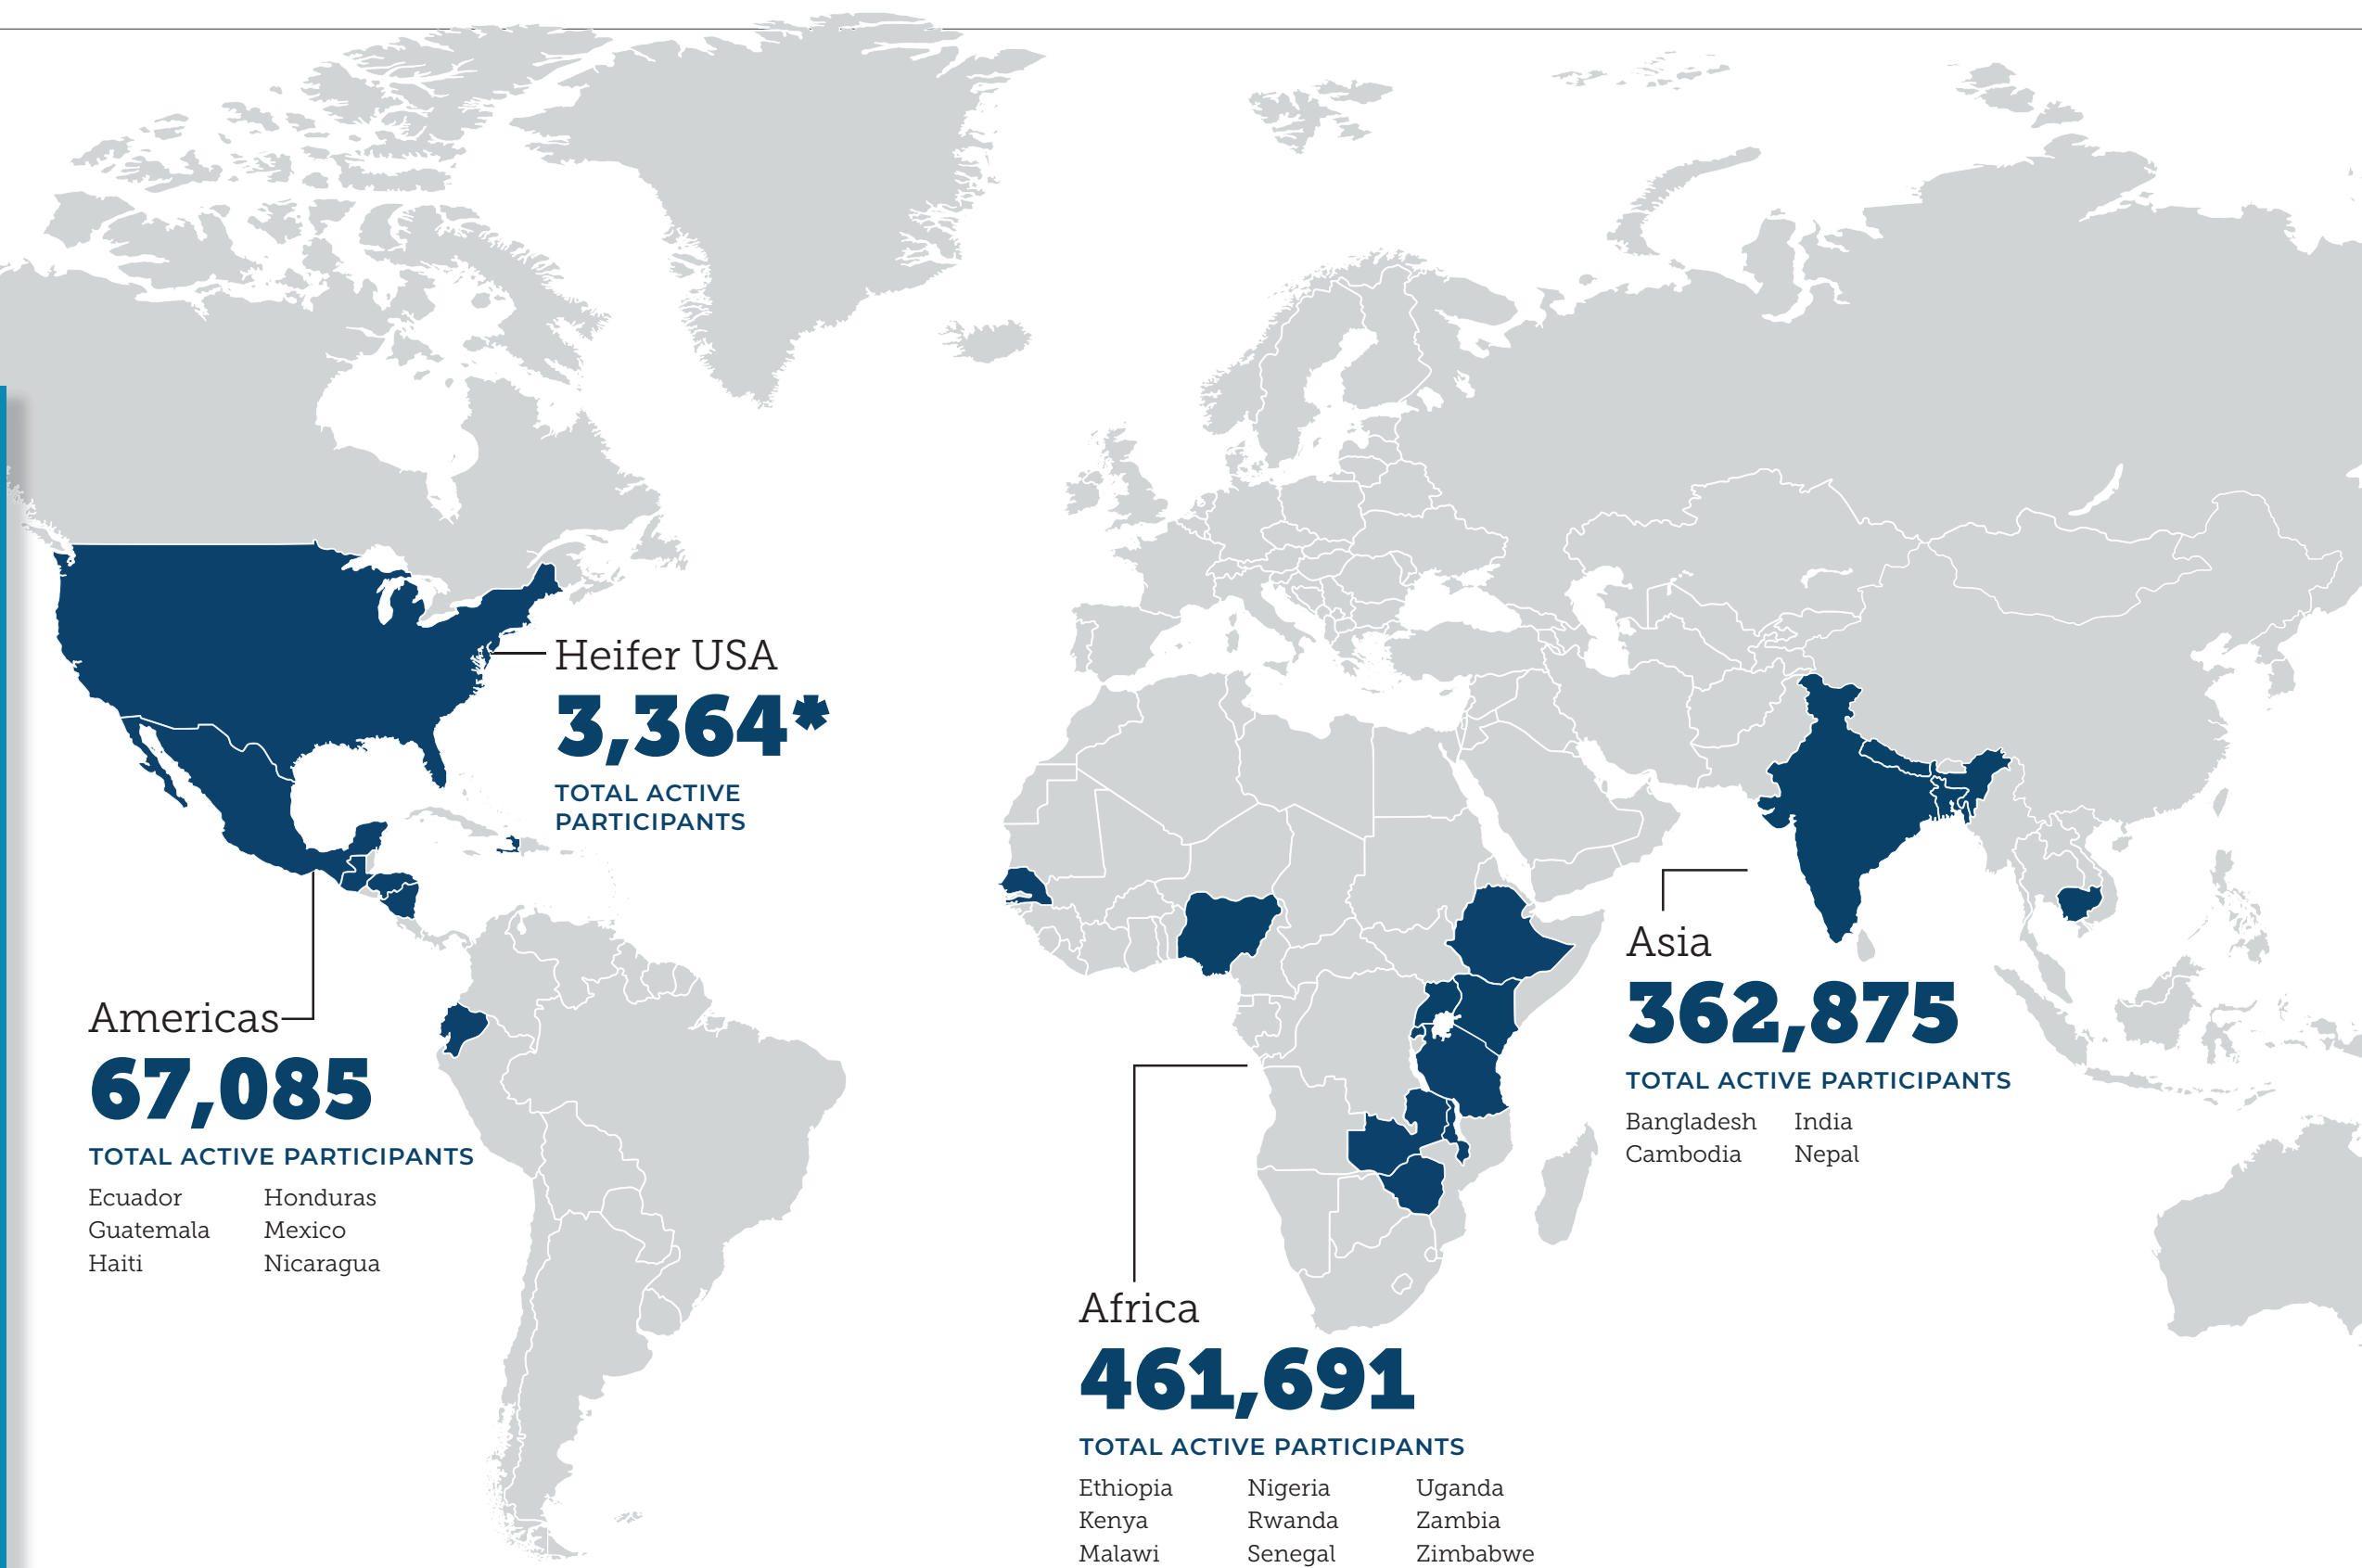 Heifer USA
3,364*
TOTAL ACTIVE
PARTICIPANTS
Americas
67,085
TOTAL ACTIVE PARTICIPANTS
Ecuador Honduras
Guatemala Mexico
Haiti Nicaragua
Africa
461,691
TOTAL ACTIVE PARTICIPANTS
Ethiopia Nigeria Uganda
Kenya Rwanda Zambia
Malawi Senegal Zimbabwe
Asia
362,875
TOTAL ACTIVE PARTICIPANTS
Bangladesh India
Cambodia Nepal